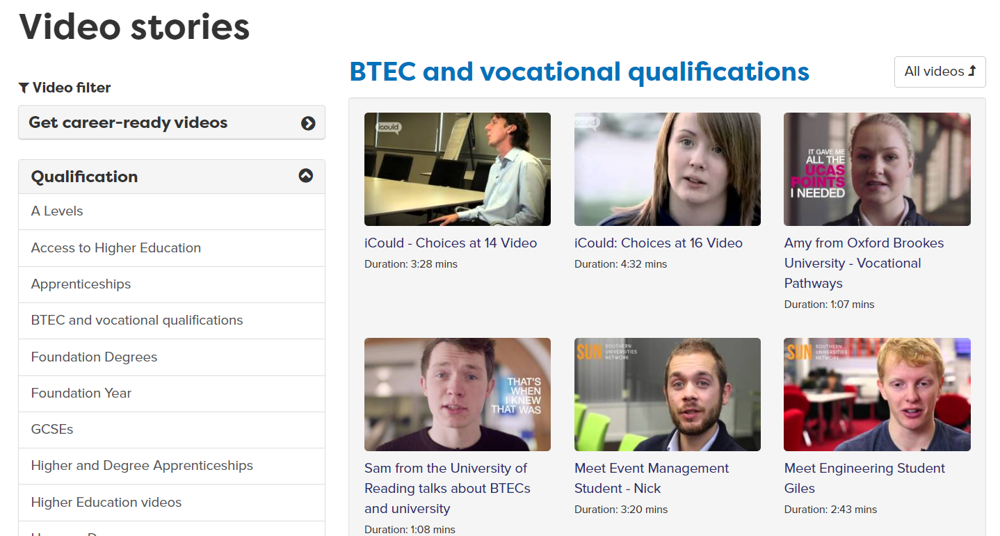 Video stories
Video filter
Get career-ready videos
Qualification
A Levels
Access to Higher Education
Apprenticeships
BTEC and vocational qualifications
Foundation Degrees
Foundation Year
GCSEs
Higher and Degree Apprenticeships
Higher Education videos
BTEC and vocational qualifications
All videos
icould
iCould - Choices at 14 Video
Duration: 3:28 mins
could
iCould: Choices at 16 Video
Duration: 4:32 mins
IT GAVE ME
ALL THE
UCAS
POINTS
I NEEDED
Amy from Oxford Brookes
University - Vocational
Pathways
Duration: 1:07 mins
THAT'S
WHEN
I KNEW
THAT WAS
Sam from the University of
Reading talks about BTECs
and university
Duration: 1:08 mins
SUN SOUTHERN
UNIVERSITIES
NETWORK
Meet Event Management
Student - Nick
Duration: 3:20 mins
SUN SOUTHERN
UNIVERSITIES
NETWORK
Meet Engineering Student
Giles
Duration: 2:43 mins